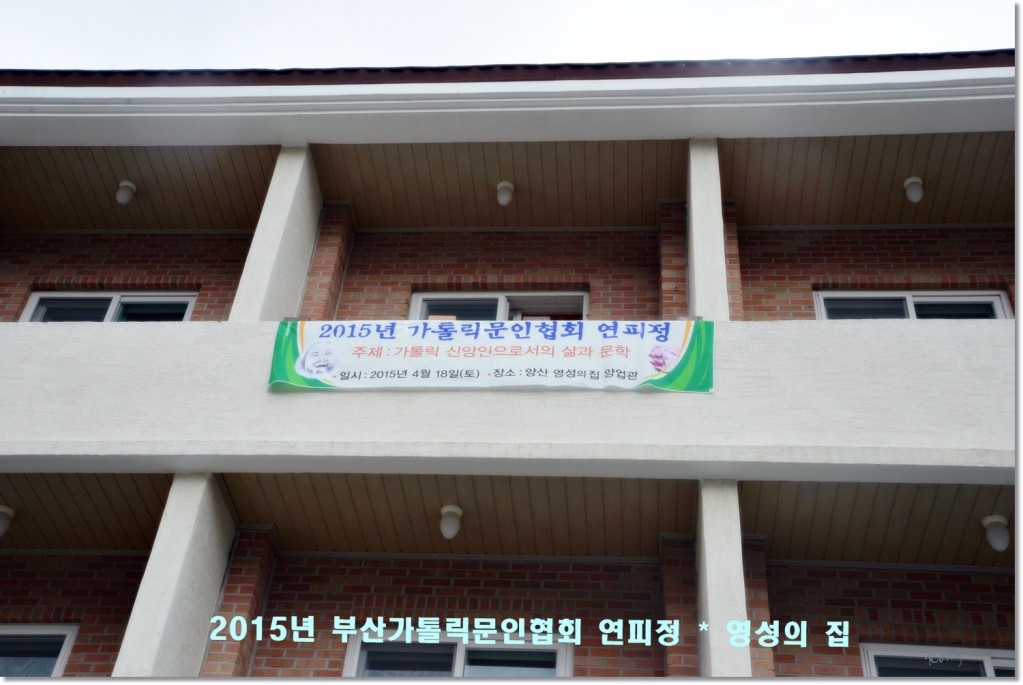 2015년 가톨릭문인협회 연피정
주제 : 가톨릭 신앙인으로서의 삶과 문학
• 일시 : 2015년 4월 18일(토) • 장소 : 양산 영성의 집 양업관
2015년 부산가톨릭문인협회 연피정 * 영성의 집